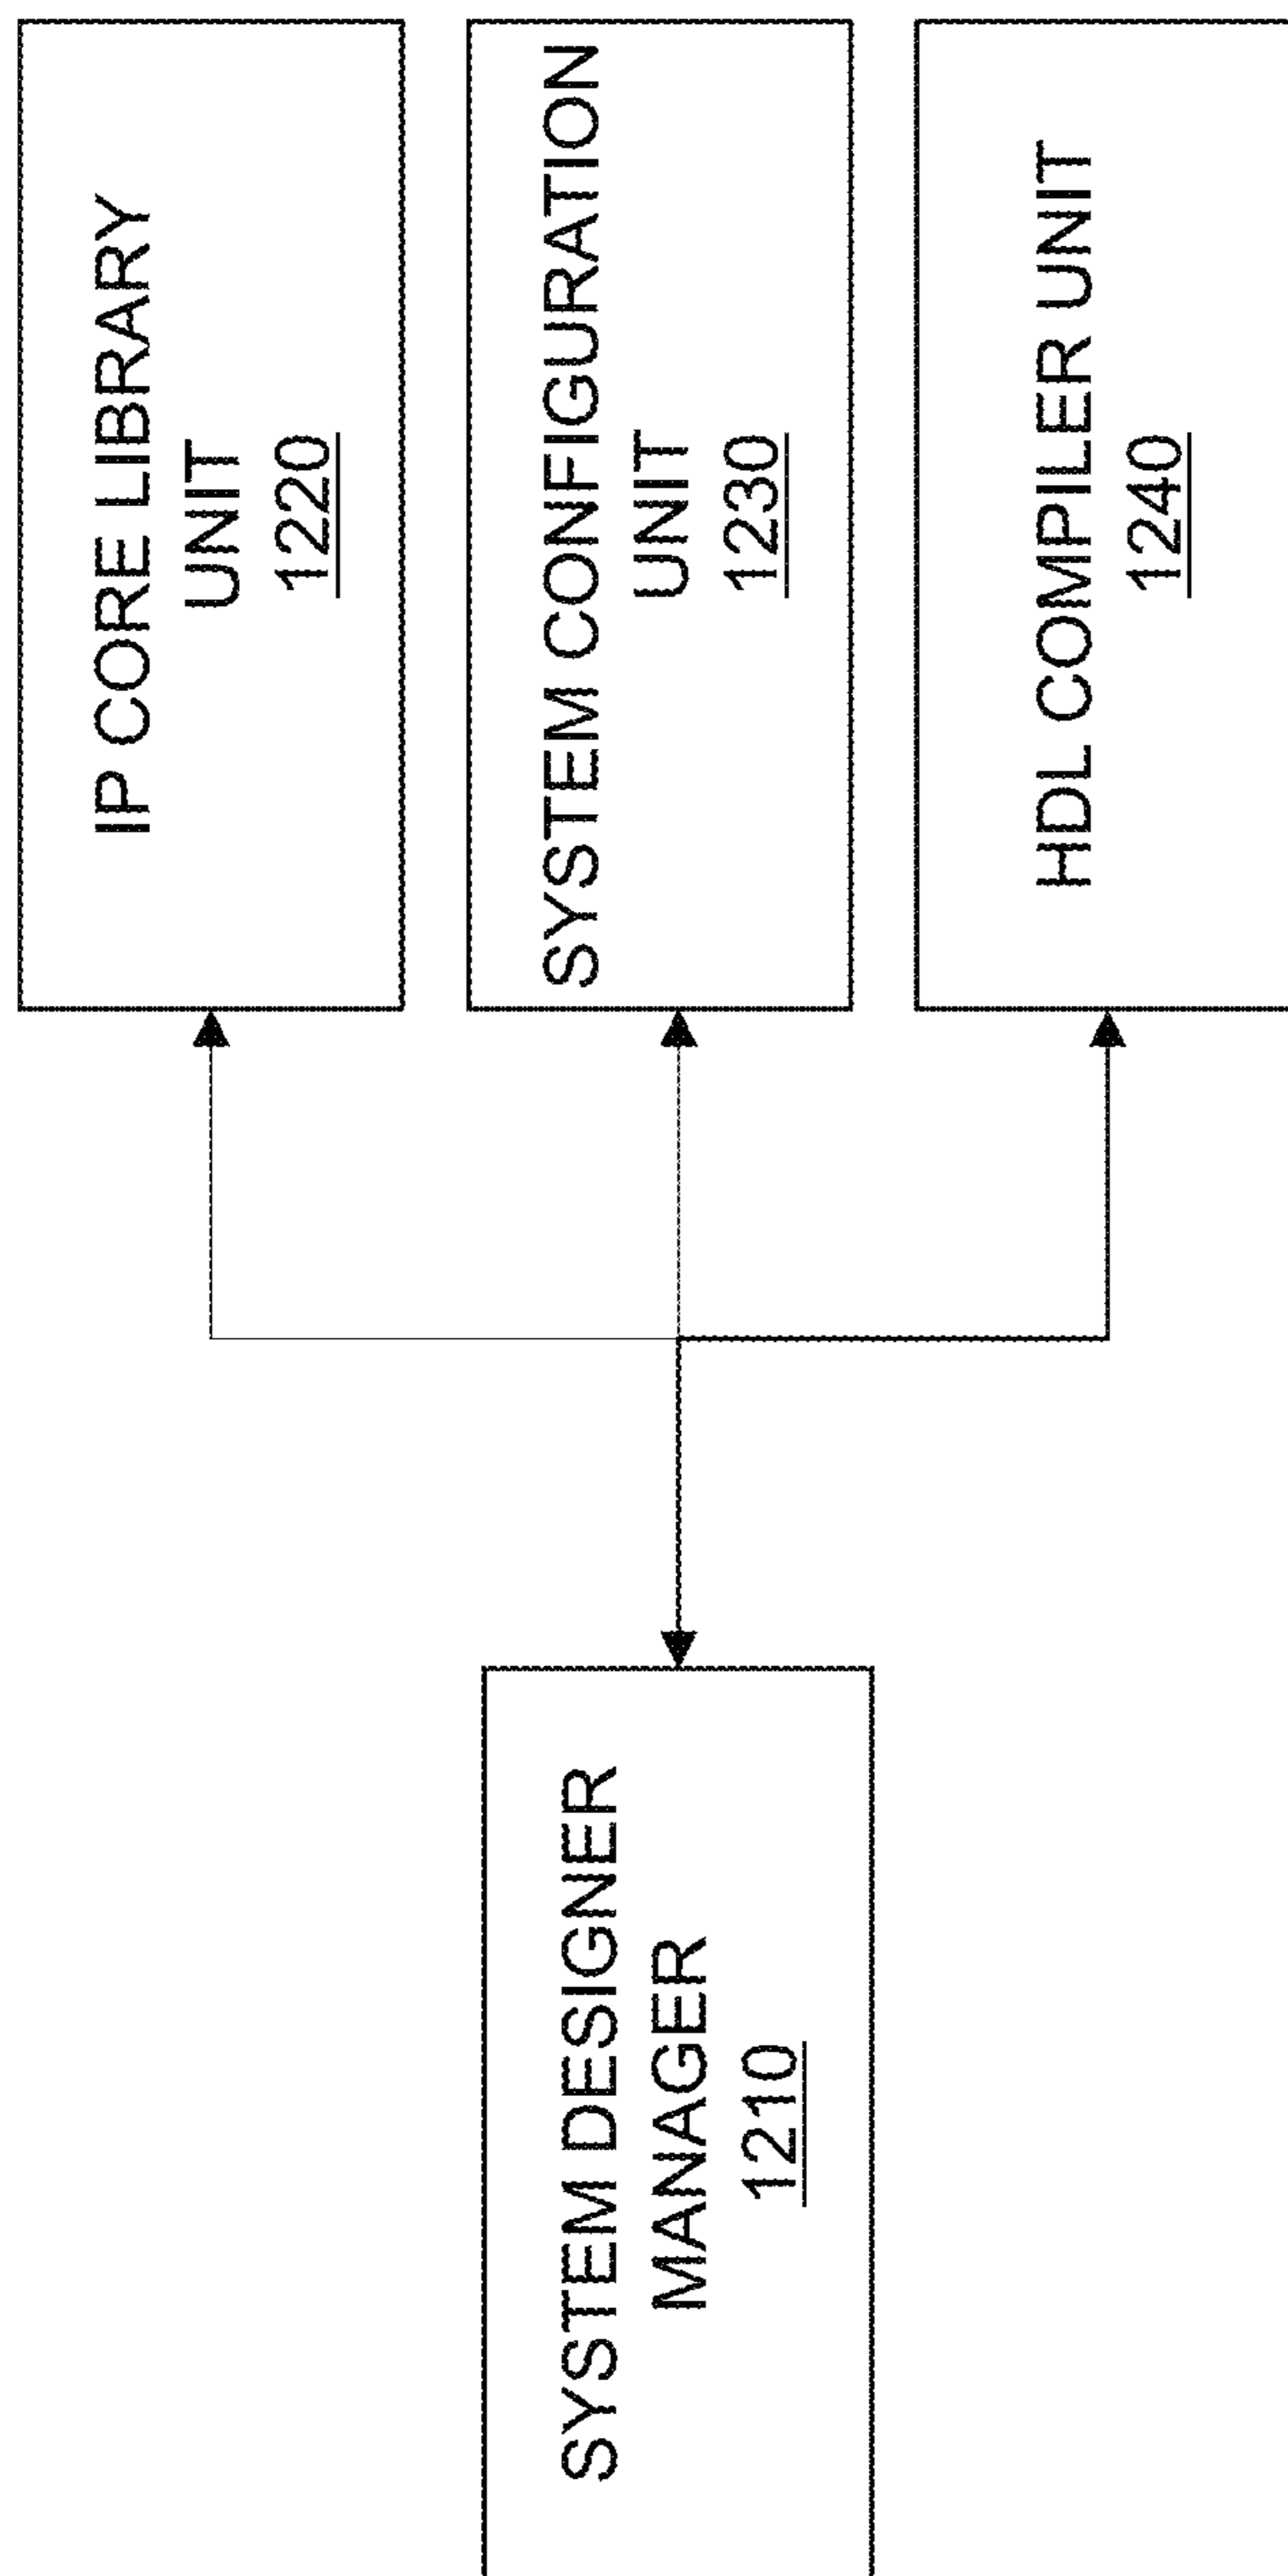 SYSTEM DESIGNER
MANAGER
1210
IP CORE LIBRARY
UNIT
1220
SYSTEM CONFIGURATION
UNIT
1230
HDL COMPILER UNIT
1240